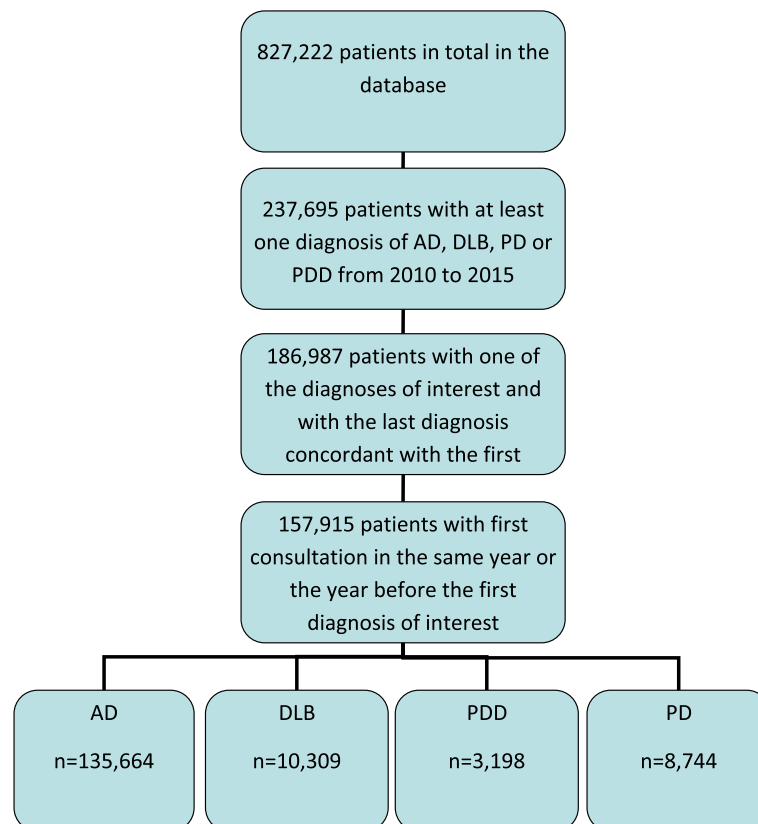 827,222 patients in total in the
database
237,695 patients with at least
one diagnosis of AD, DLB, PD or
PDD from 2010 to 2015
186,987 patients with one of
the diagnoses of interest and
with the last diagnosis
concordant with the first
157,915 patients with first
consultation in the same year or
the year before the first
diagnosis of interest
AD
n=135,664
DLB
n=10,309
PDD
n=3,198
PD
n=8,744